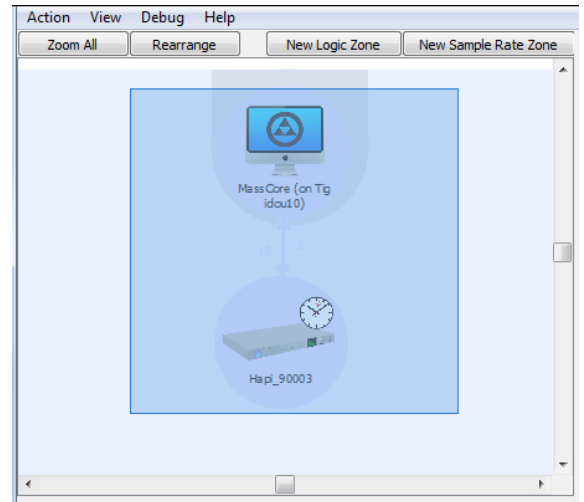 Action View Debug Help
Zoom All Rearrange New Logic Zone New Sample Rate Zone
MassCore (on Tig
idou10)
Hapi_90003